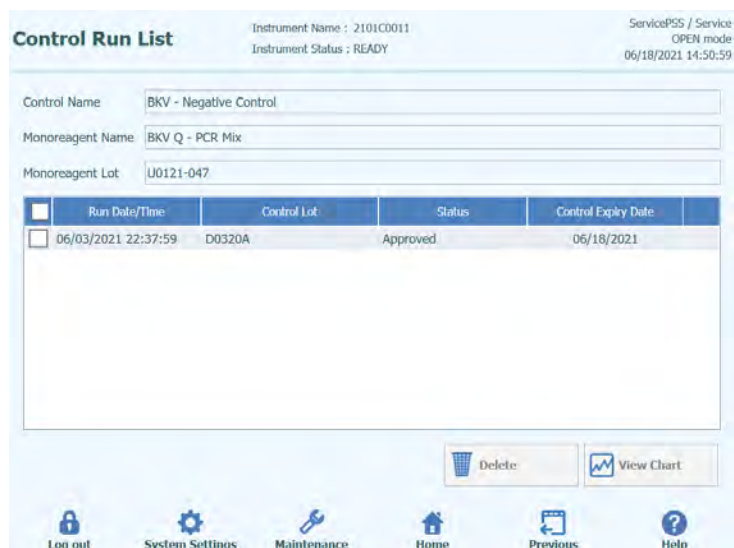 Control Run List
Instrument Name : 2101C0011
Instrument Status : READY
ServicePSS / Service
OPEN mode
06/18/2021 14:50:59
Control Name BKV - Negative Control
Monoreagent Name BKV Q - PCR Mix
Monoreagent Lot U0121-047
Run Date/Time Control Lot Status Control Expiry Date
06/03/2021 22:37:59 D0320A Approved 06/18/2021
Delete View Chart
Log out System Settings Maintenance Home Previous Help